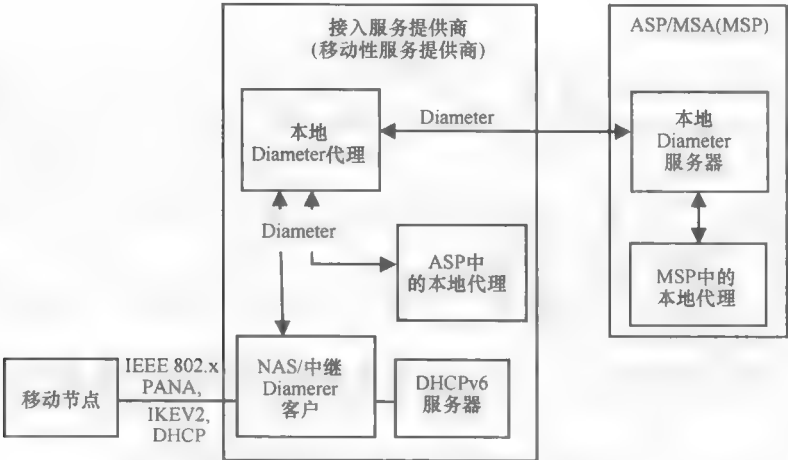 接入服务提供商
(移动性服务提供商)
ASP/MSA(MSP)
本地
Diameter代理
Diameter
本地
Diameter
服务器
Diameter
ASP中
的本地代理
MSP中的
本地代理
移动节点
IEEE 802.x
PANA,
IKEV2,
DHCP
NAS/中继
Diamerer
客户
DHCPv6
服务器